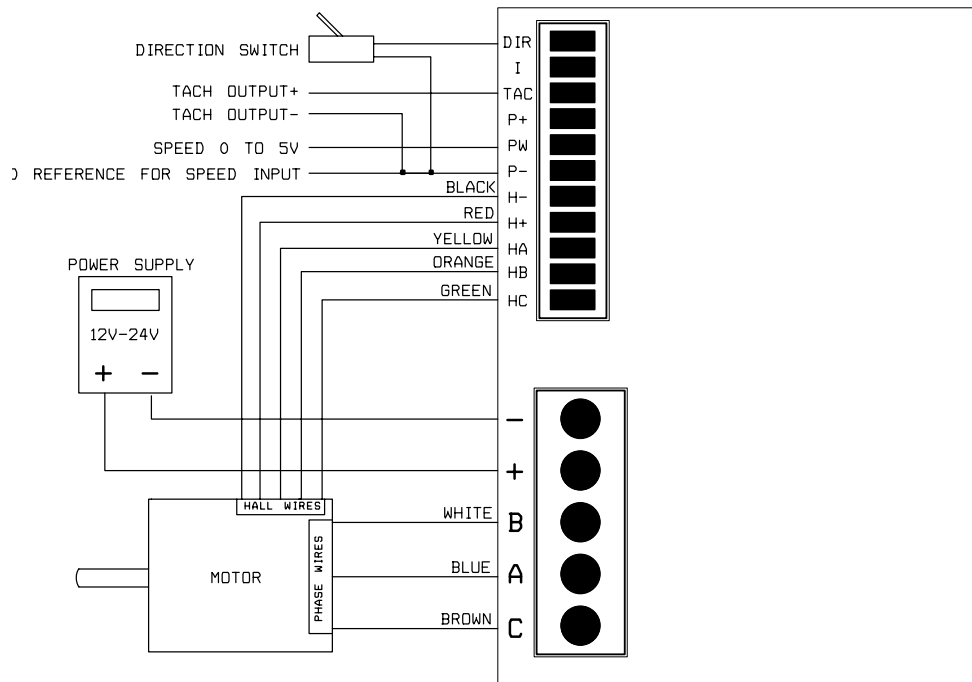 DIRECTION SWITCH
DIR
I
TACH OUTPUT+
TAC
TACH OUTPUT-
P+
SPEED 0 TO 5V
PW
REFERENCE FOR SPEED INPUT
P-
BLACK
H-
RED
H+
YELLOW
HA
ORANGE
HB
GREEN
HC
POWER SUPPLY
12V-24V
+ -
-
+
HALL WIRES
WHITE
B
PHASE WIRES
MOTOR
BLUE
A
BROWN
C